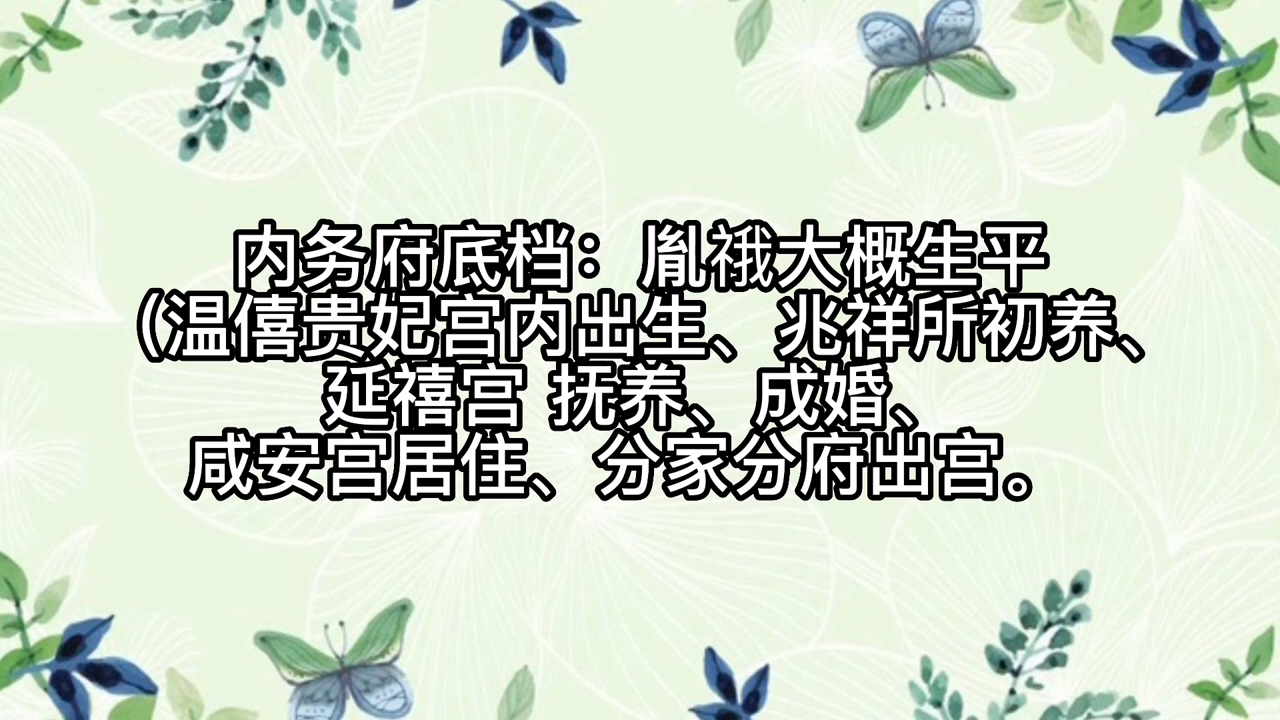 内务府底档：胤䄉大概生平
（温僖贵妃宫内出生、兆祥所初养、
延禧宫 抚养、成婚、
咸安宫居住、分家分府出宫。